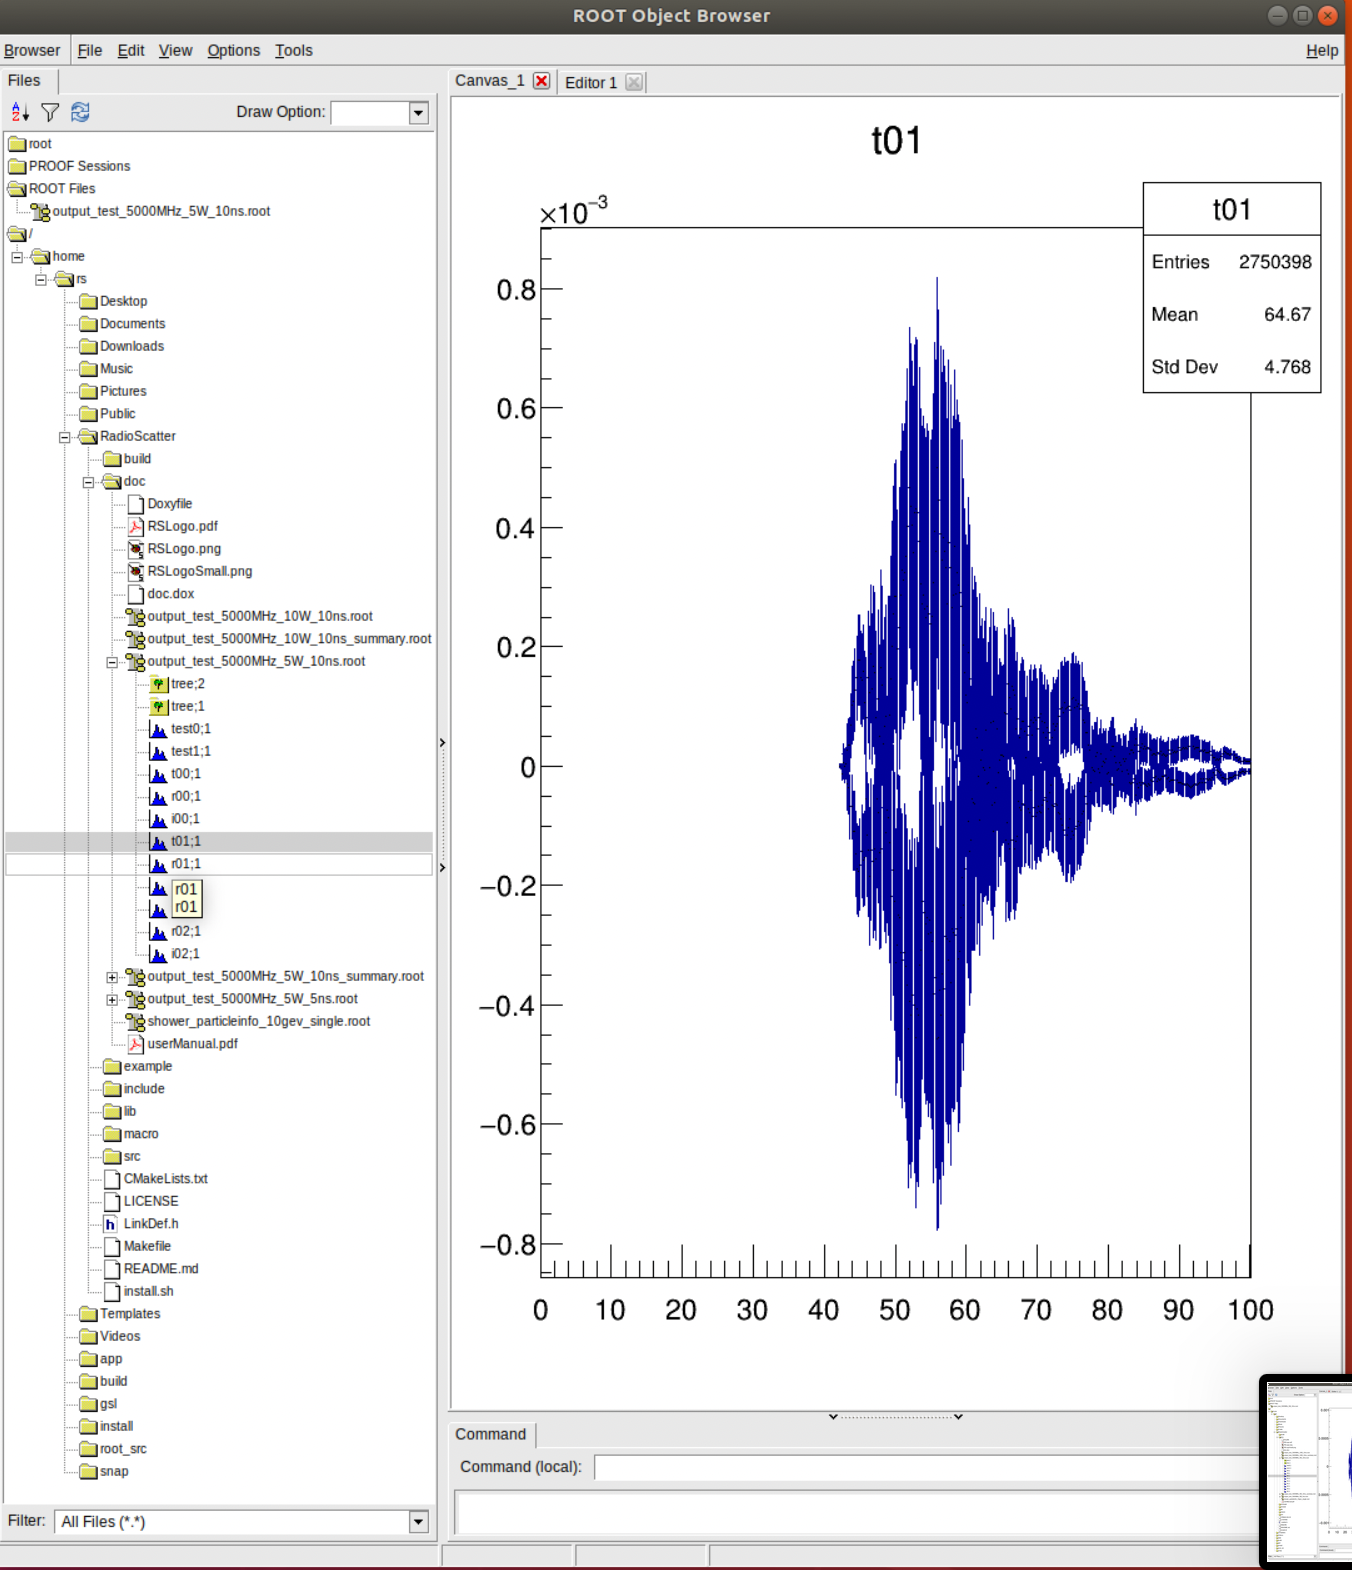 ROOT Object Browser
Browser File Edit View Options Tools Help
Files
Draw Option:
root
PROOF Sessions
ROOT Files
output_test_5000MHz_5W_10ns.root
/
home
rs
Desktop
Documents
Downloads
Music
Pictures
Public
RadioScatter
build
doc
Doxyfile
RSLogo.pdf
RSLogo.png
RSLogoSmall.png
doc.dox
output_test_5000MHz_10W_10ns.root
output_test_5000MHz_10W_10ns_summary.root
output_test_5000MHz_5W_10ns.root
tree;2
tree;1
test0;1
test1;1
t00;1
r00;1
i00;1
t01;1
r01;1
r01
r01
r02;1
i02;1
output_test_5000MHz_5W_10ns_summary.root
output_test_5000MHz_5W_5ns.root
shower_particleinfo_10gev_single.root
userManual.pdf
example
include
lib
macro
src
CMakeLists.txt
LICENSE
LinkDef.h
Makefile
README.md
install.sh
Templates
Videos
app
build
gsl
install
root_src
snap
Filter: All Files (*.*)
Canvas_1 Editor 1
t01
×10⁻³
t01
Entries 2750398
Mean 64.67
Std Dev 4.768
0.8
0.6
0.4
0.2
0
−0.2
−0.4
−0.6
−0.8
0 10 20 30 40 50 60 70 80 90 100
Command
Command (local):